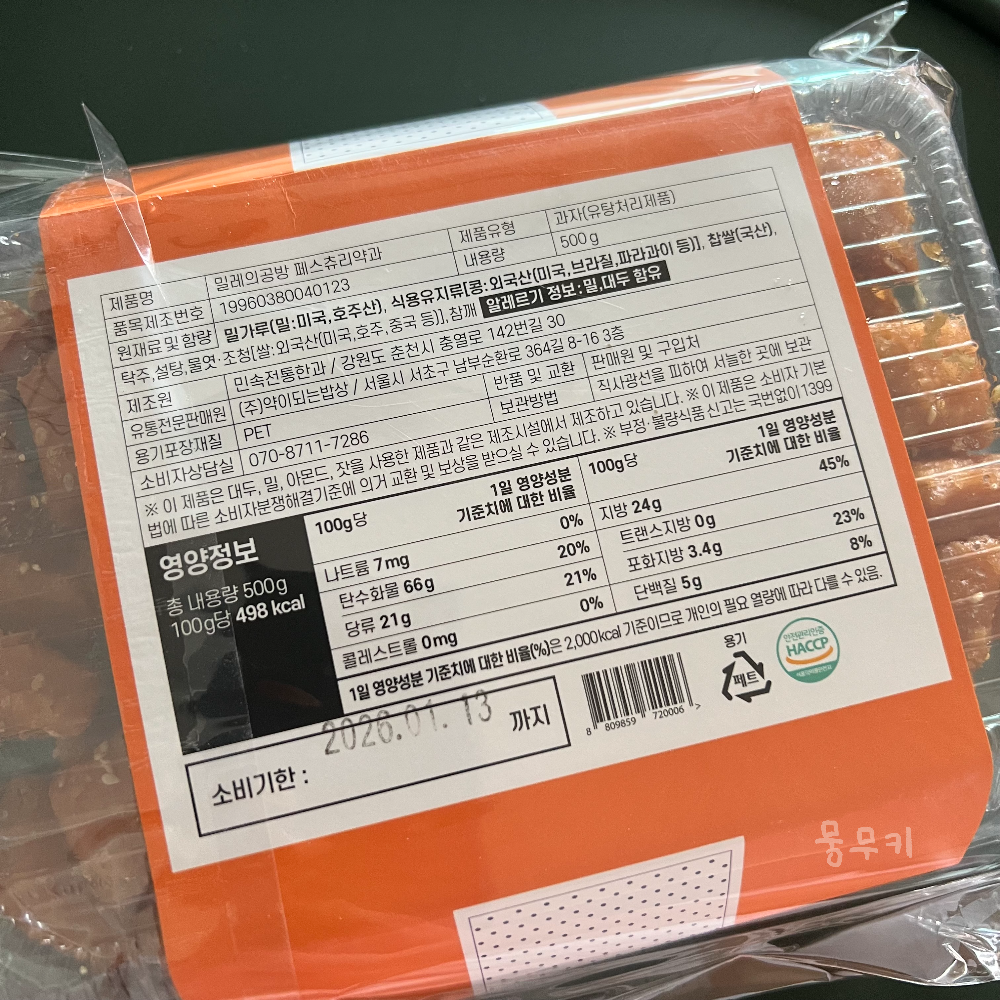 제품명 밀레의공방 페스츄리약과 제품유형 과자(유탕처리제품)
품목제조번호 19960380040123 내용량 500 g
원재료 및 함량 밀가루(밀:미국,호주산), 식용유지류[콩:외국산(미국,브라질,파라과이 등)], 찹쌀(국산),
탁주,설탕,물엿·조청[쌀:외국산(미국,호주,중국 등)],참깨 알레르기 정보:밀,대두 함유
제조원 민속전통한과 / 강원도 춘천시 충열로 142번길 30
유통전문판매원 (주)약이되는밥상 / 서울시 서초구 남부순환로 364길 8-16 3층
용기포장재질 PET 반품 및 교환 판매원 및 구입처
소비자상담실 070-8711-7286 보관방법 직사광선을 피하여 서늘한 곳에 보관
※ 이 제품은 대두, 밀, 아몬드, 잣을 사용한 제품과 같은 제조시설에서 제조하고 있습니다. ※ 이 제품은 소비자 기본
법에 따른 소비자분쟁해결기준에 의거 교환 및 보상을 받으실 수 있습니다. ※ 부정·불량식품 신고는 국번없이 1399
영양정보
총 내용량 500g
100g당 498 kcal
100g당 1일 영양성분 기준치에 대한 비율
나트륨 7mg 0%
탄수화물 66g 20%
당류 21g 21%
콜레스트롤 0mg 0%
100g당 1일 영양성분 기준치에 대한 비율
지방 24g 45%
트랜스지방 0g
포화지방 3.4g 23%
단백질 5g 8%
1일 영양성분 기준치에 대한 비율(%)은 2,000kcal 기준이므로 개인의 필요 열량에 따라 다를 수 있음.
소비기한 : 2026.01.13 까지
8 809859 720006 >
용기
페트
안전관리인증
HACCP
식품의약품안전처
뭉무키